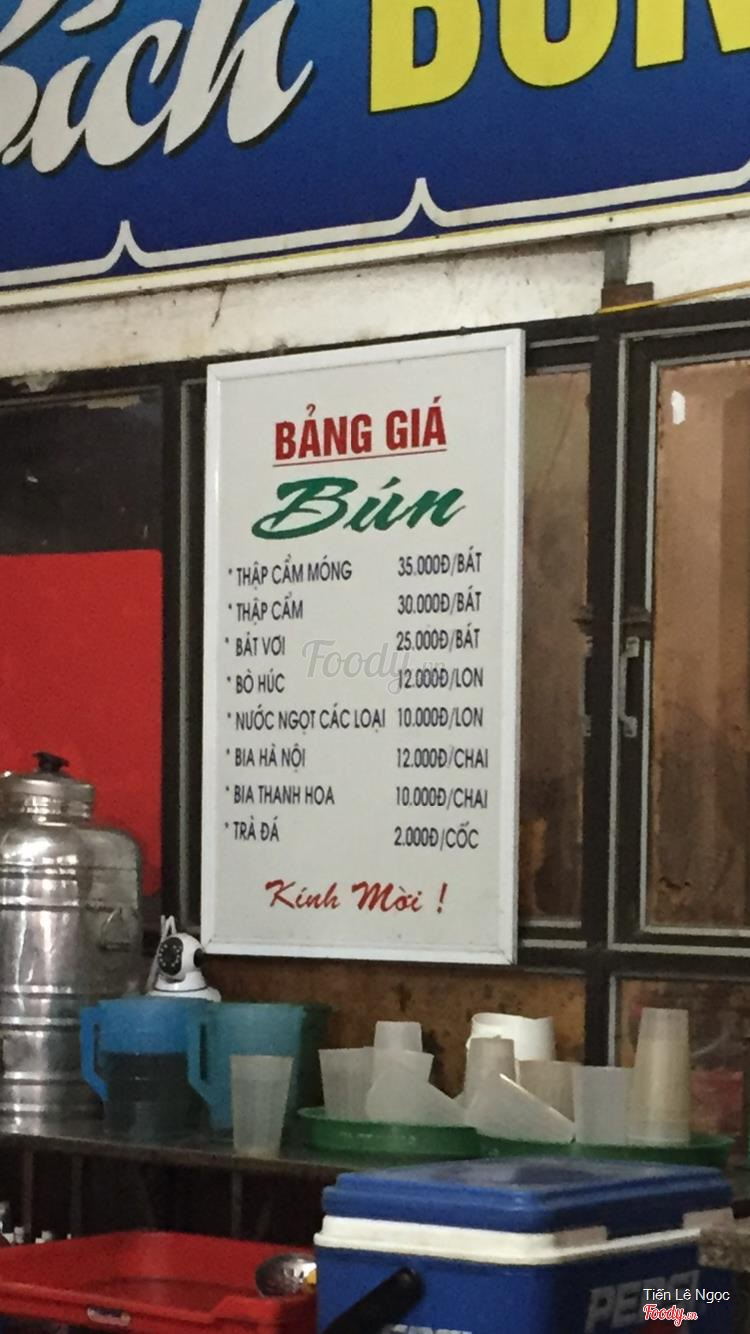 BẢNG GIÁ
Bún
* THẬP CẨM MÓNG 35.000Đ/BÁT
* THẬP CẨM 30.000Đ/BÁT
* BÁT VƠI 25.000Đ/BÁT
* BÒ HÚC 12.000Đ/LON
* NƯỚC NGỌT CÁC LOẠI 10.000Đ/LON
* BIA HÀ NỘI 12.000Đ/CHAI
* BIA THANH HOA 10.000Đ/CHAI
* TRÀ ĐÁ 2.000Đ/CỐC
Kính Mời !
Foody.vn
PEPSI
Tiến Lê Ngọc
Foody.vn